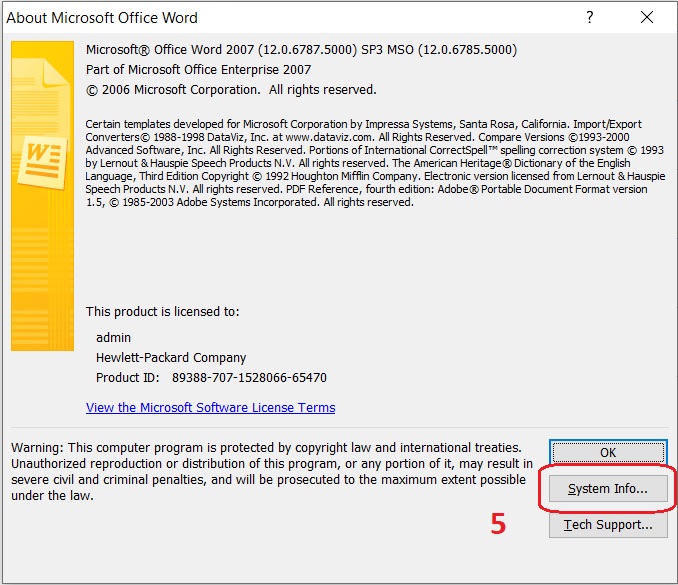 About Microsoft Office Word
?
Microsoft® Office Word 2007 (12.0.6787.5000) SP3 MSO (12.0.6785.5000)
Part of Microsoft Office Enterprise 2007
© 2006 Microsoft Corporation.  All rights reserved.
Certain templates developed for Microsoft Corporation by Impressa Systems, Santa Rosa, California. Import/Export
Converters© 1988-1998 DataViz, Inc. at www.dataviz.com. All Rights Reserved. Compare Versions ©1993-2000
Advanced Software, Inc. All Rights Reserved. Portions of International CorrectSpell™ spelling correction system © 1993
by Lernout & Hauspie Speech Products N.V. All rights reserved. The American Heritage® Dictionary of the English
Language, Third Edition Copyright © 1992 Houghton Mifflin Company. Electronic version licensed from Lernout & Hauspie
Speech Products N.V. All rights reserved. PDF Reference, fourth edition: Adobe® Portable Document Format version
1.5, © 1985-2003 Adobe Systems Incorporated. All rights reserved.
W
This product is licensed to:
admin
Hewlett-Packard Company
Product ID:   89388-707-1528066-65470
View the Microsoft Software License Terms
Warning: This computer program is protected by copyright law and international treaties.
Unauthorized reproduction or distribution of this program, or any portion of it, may result in
severe civil and criminal penalties, and will be prosecuted to the maximum extent possible
under the law.
OK
System Info...
5
Tech Support...